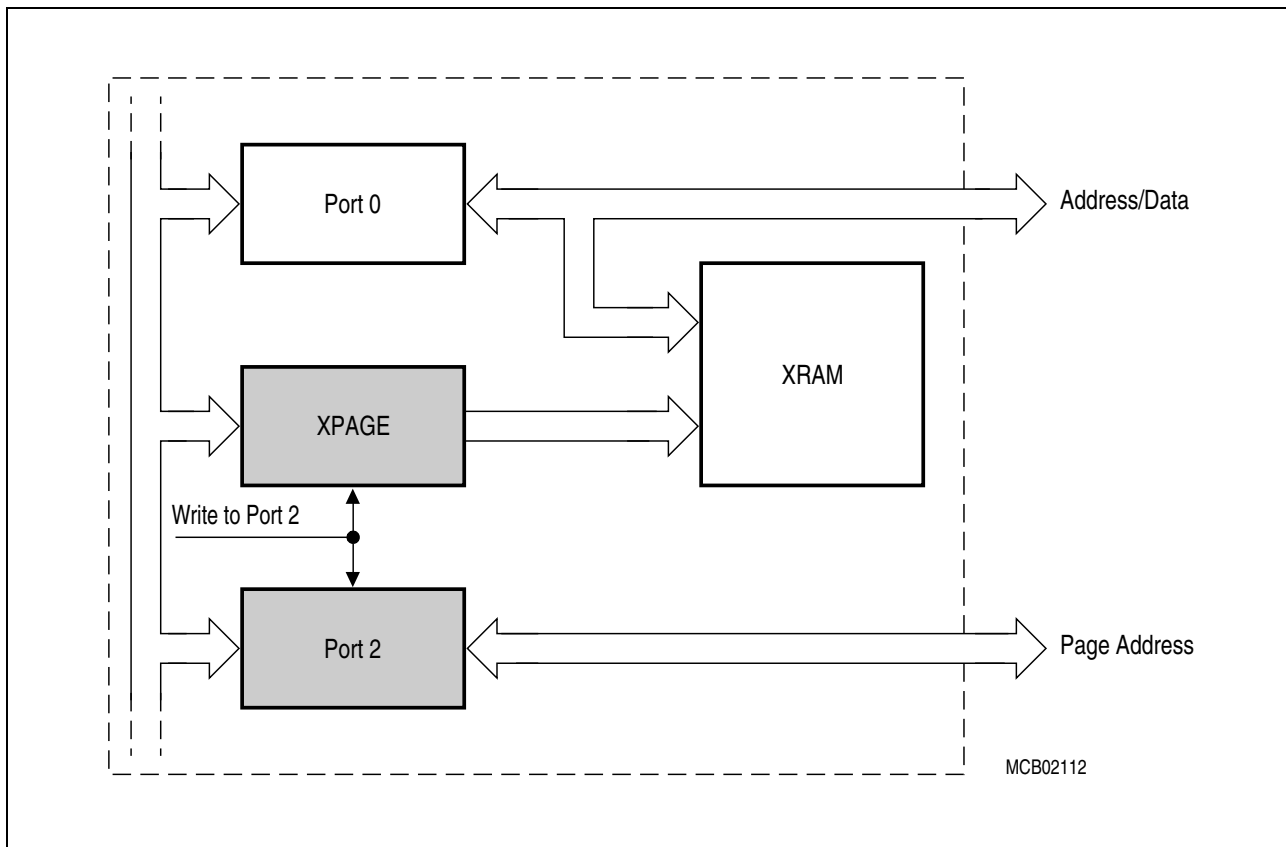 Port 0
Address/Data
XRAM
XPAGE
Write to Port 2
Port 2
Page Address
MCB02112